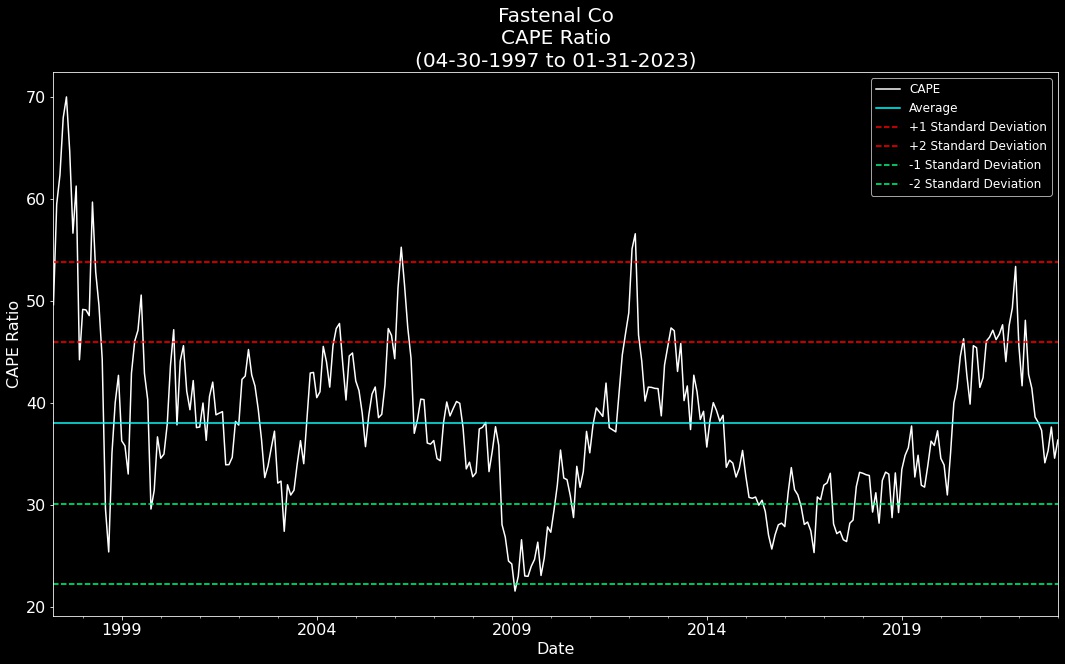 Fastenal Co
CAPE Ratio
(04-30-1997 to 01-31-2023)
CAPE
Average
+1 Standard Deviation
+2 Standard Deviation
-1 Standard Deviation
-2 Standard Deviation
CAPE Ratio
70
60
50
40
30
20
1999 2004 2009 2014 2019
Date